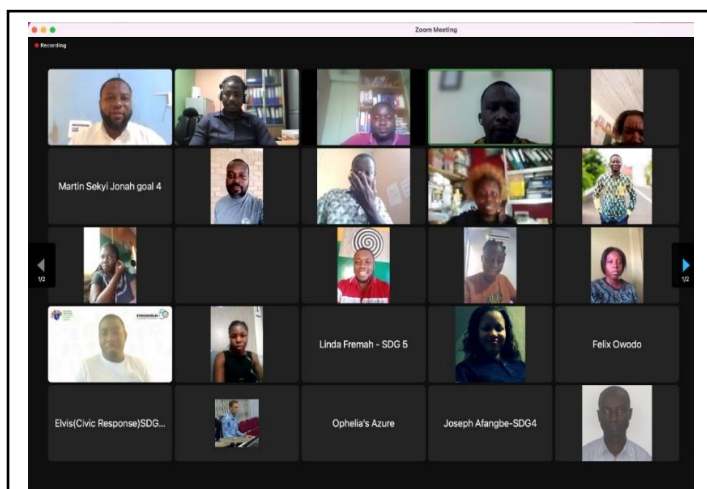 Zoom Meeting
Recording
Martin Sekyi Jonah goal 4
1/2
1/2
Linda Fremah - SDG 5
Felix Owodo
Elvis(Civic Response)SDG...
Ophelia's Azure
Joseph Afangbe-SDG4